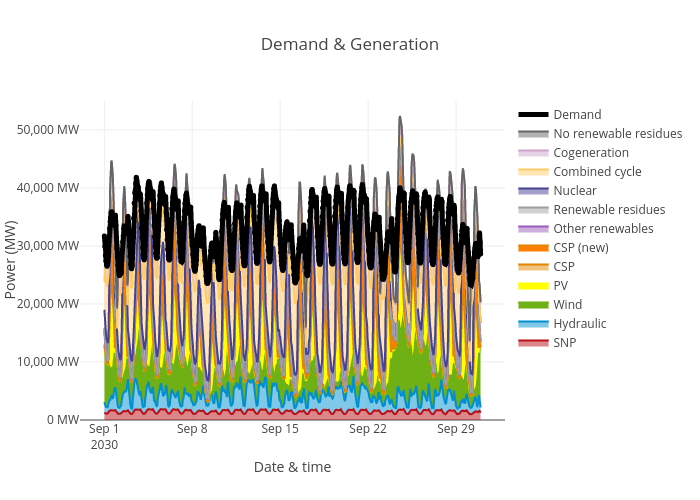 Demand & Generation
50,000 MW
40,000 MW
30,000 MW
20,000 MW
10,000 MW
0 MW
Power (MW)
Sep 1
2030
Sep 8
Sep 15
Sep 22
Sep 29
Date & time
Demand
No renewable residues
Cogeneration
Combined cycle
Nuclear
Renewable residues
Other renewables
CSP (new)
CSP
PV
Wind
Hydraulic
SNP